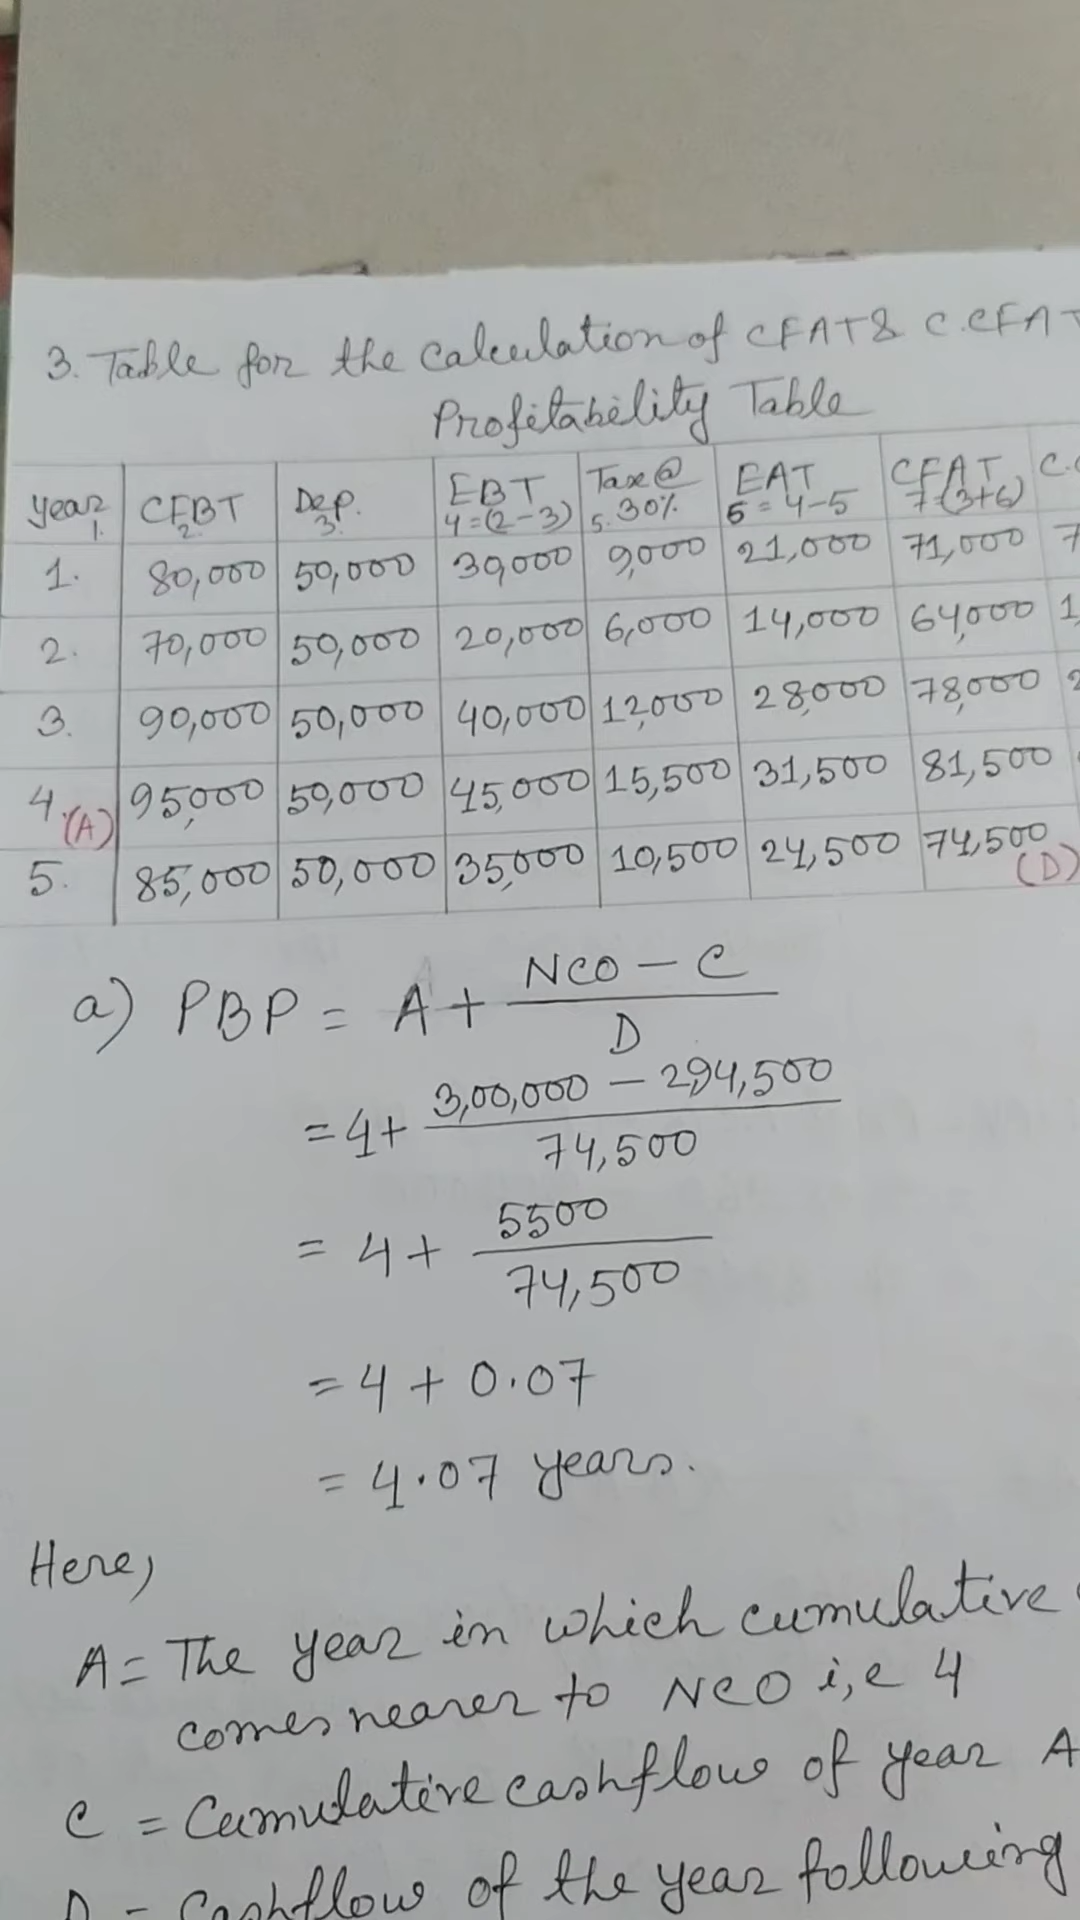 3. Table for the calculation of CFAT & C.CFAT
Profitability Table
year 1. CFBT 2. Dep. 3. EBT 4=(2-3) Tax@ 30% 5. EAT 6=4-5 CFAT 7(3+6) C.C
1. 80,000 50,000 30,000 9,000 21,000 71,000 7
2. 70,000 50,000 20,000 6,000 14,000 64,000 1,
3. 90,000 50,000 40,000 12,000 28,000 78,000 2
4. (A) 95,000 50,000 45,000 15,500 31,500 81,500
5. 85,000 50,000 35,000 10,500 24,500 74,500 (D)
a) PBP = A + NCO - C / D
= 4 + 3,00,000 - 294,500 / 74,500
= 4 + 5500 / 74,500
= 4 + 0.07
= 4.07 years.
Here,
A = The year in which cumulative
comes nearer to NCO i,e 4
C = Cumulative cashflow of year A
D - Cashflow of the year following